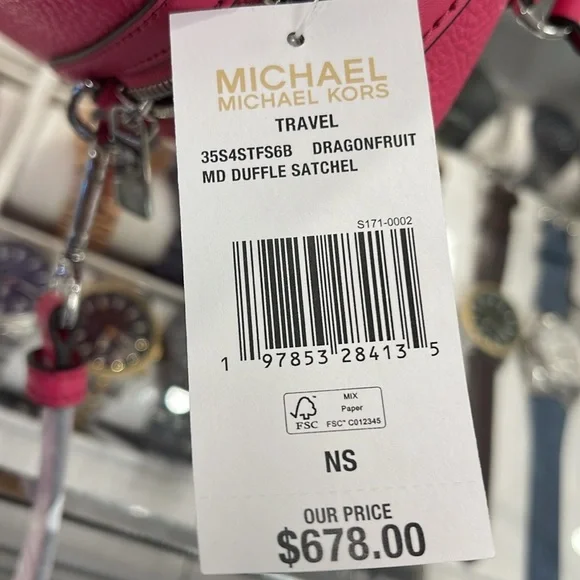 MICHAEL
MICHAEL KORS
TRAVEL
35S4STFS6B DRAGONFRUIT
MD DUFFLE SATCHEL
S171-0002
1 97853 28413 5
FSC
MIX
Paper
FSC™ C012345
NS
OUR PRICE
$678.00